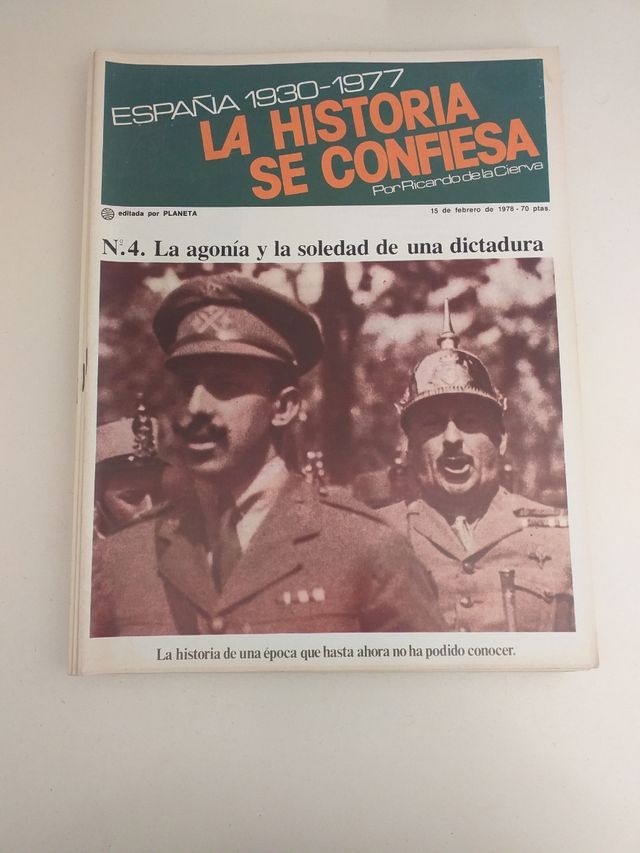 ESPAÑA 1930-1977
LA HISTORIA
SE CONFIESA
Por Ricardo de la Cierva
editada por PLANETA
15 de febrero de 1978 - 70 ptas.
Nº 4. La agonía y la soledad de una dictadura
La historia de una época que hasta ahora no ha podido conocer.